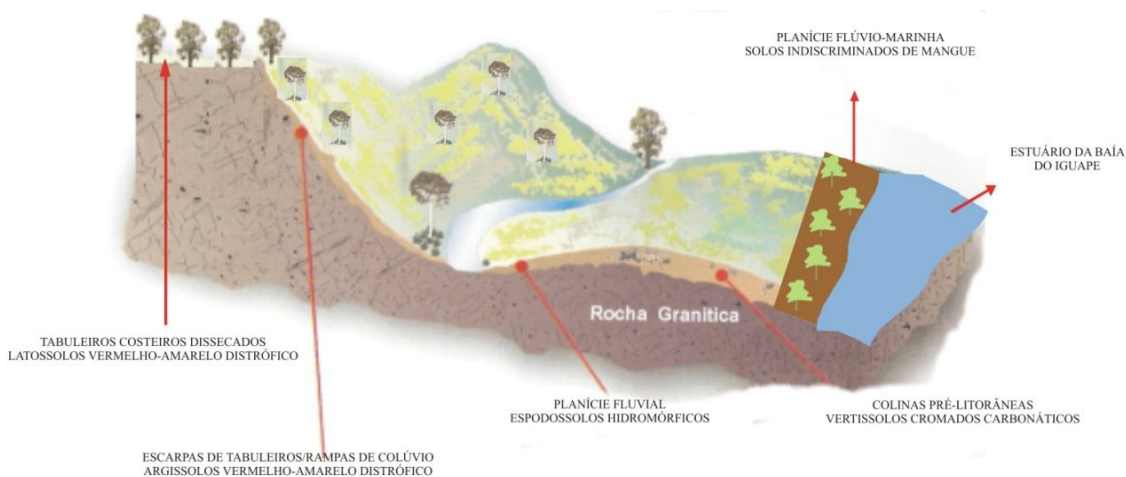 PLANÍCIE FLÚVIO-MARINHA
SOLOS INDISCRIMINADOS DE MANGUE
ESTUÁRIO DA BAÍA
DO IGUAPE
Rocha Granitica
TABULEIROS COSTEIROS DISSECADOS
LATOSSOLOS VERMELHO-AMARELO DISTRÓFICO
PLANÍCIE FLUVIAL
ESPODOSSOLOS HIDROMÓRFICOS
COLINAS PRÉ-LITORÂNEAS
VERTISSOLOS CROMADOS CARBONÁTICOS
ESCARPAS DE TABULEIROS/RAMPAS DE COLÚVIO
ARGISSOLOS VERMELHO-AMARELO DISTRÓFICO